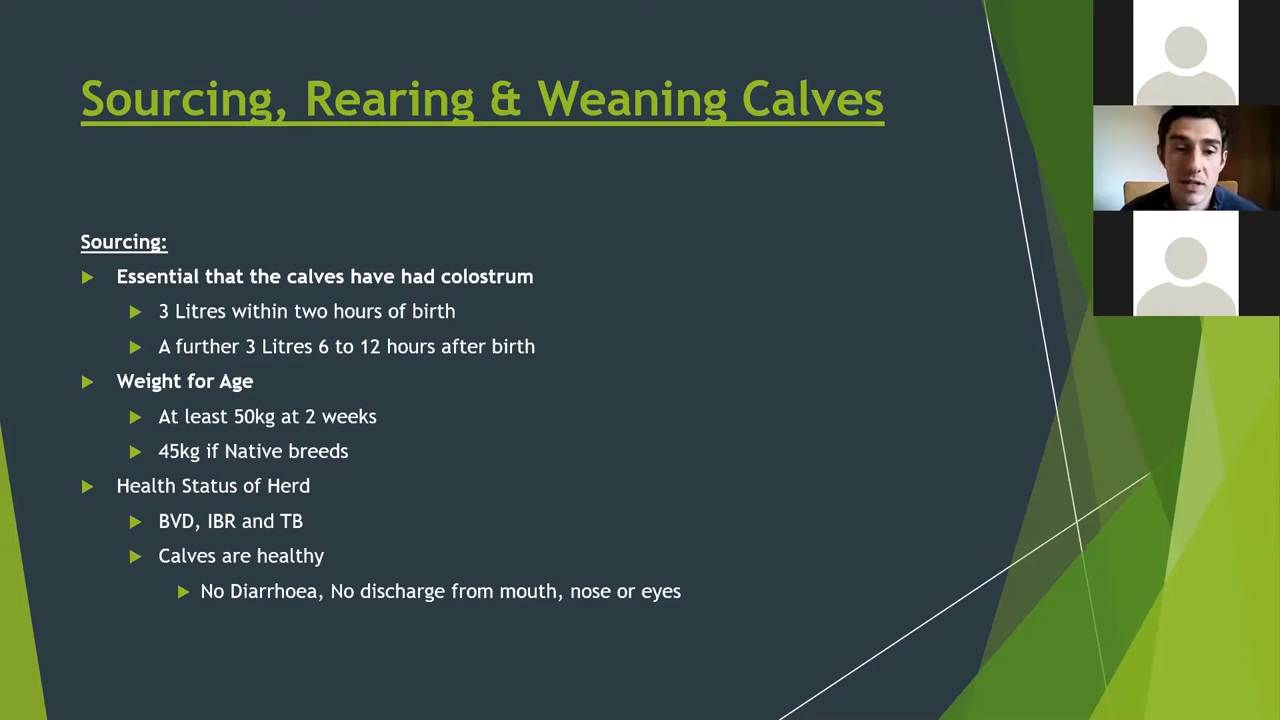 Sourcing, Rearing & Weaning Calves
Sourcing:
Essential that the calves have had colostrum
3 Litres within two hours of birth
A further 3 Litres 6 to 12 hours after birth
Weight for Age
At least 50kg at 2 weeks
45kg if Native breeds
Health Status of Herd
BVD, IBR and TB
Calves are healthy
No Diarrhoea, No discharge from mouth, nose or eyes